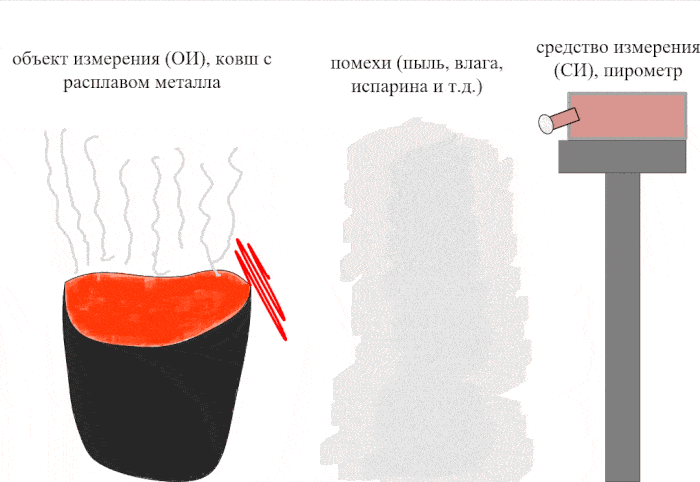 объект измерения (ОИ), ковш с
расплавом металла
помехи (пыль, влага,
испарина и т.д.)
средство измерения
(СИ), пирометр